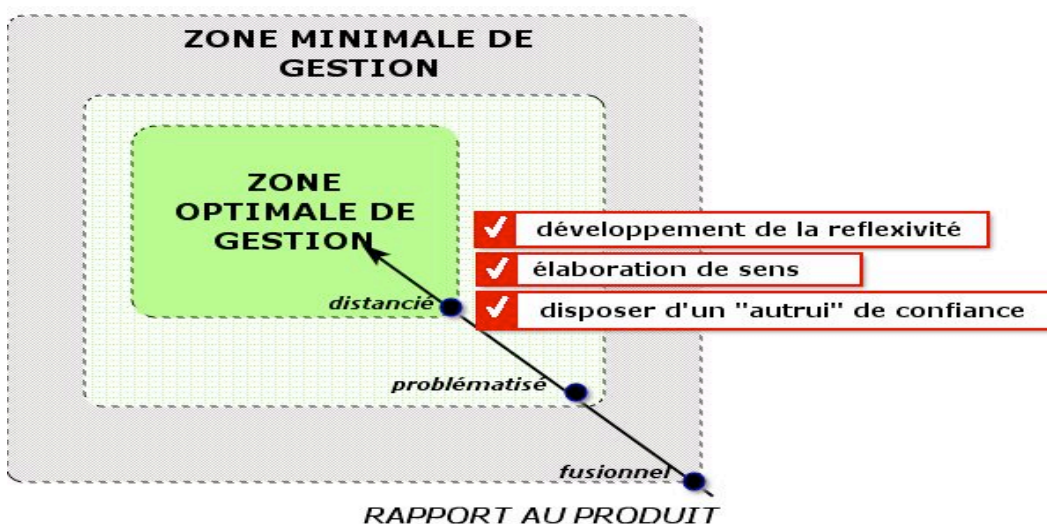 ZONE MINIMALE DE
GESTION
ZONE
OPTIMALE DE
GESTION
développement de la reflexivité
élaboration de sens
disposer d'un "autrui" de confiance
distancié
problématisé
fusionnel
RAPPORT AU PRODUIT